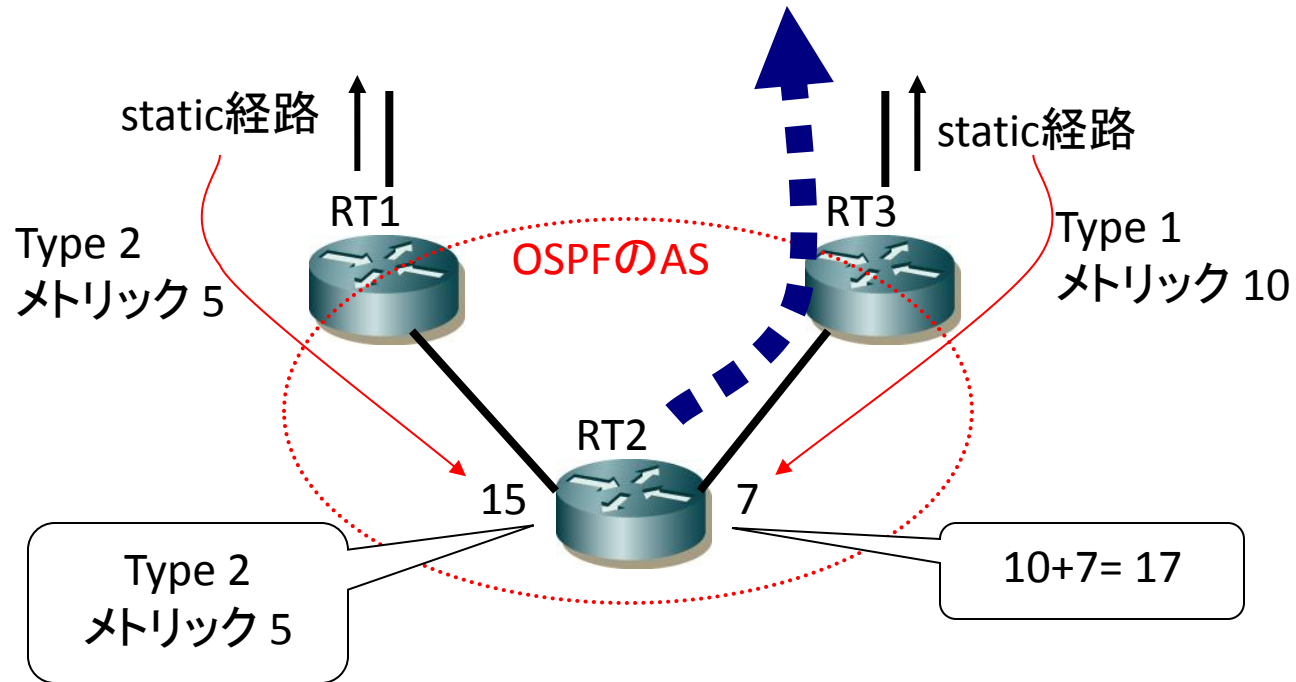 static経路
static経路
RT1
RT3
Type 2
メトリック 5
OSPFのAS
Type 1
メトリック 10
RT2
15
7
Type 2
メトリック 5
10+7= 17